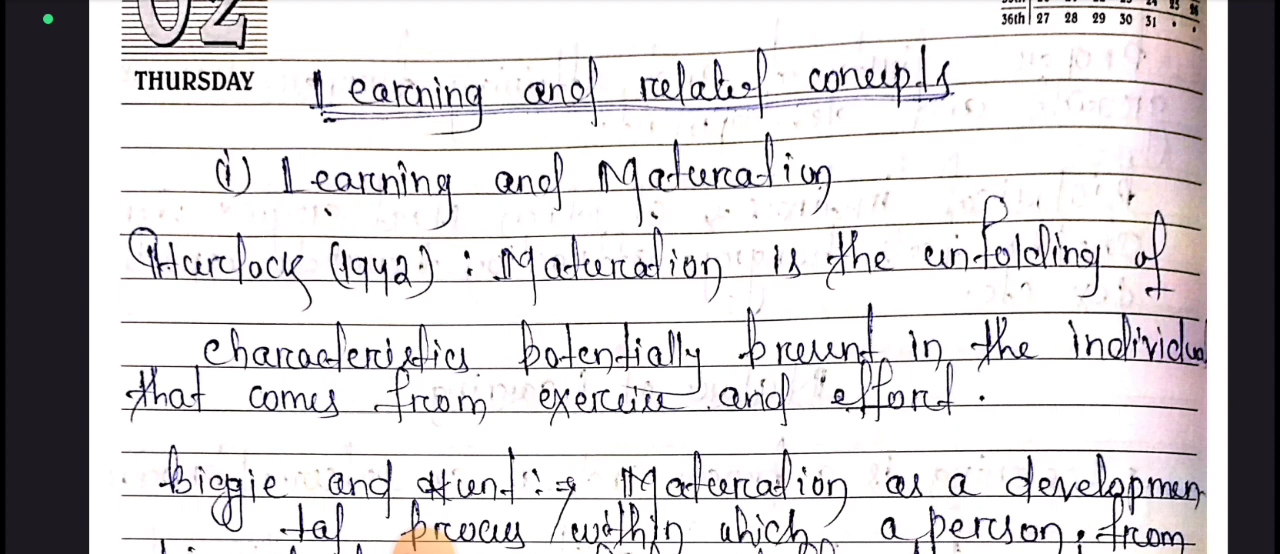 02
THURSDAY
36th 27 28 29 30 31 • •
Learning and related concepts
i) Learning and Maturation
Hurlock (1942) : Maturation is the unfolding of
characteristics potentially present in the individual
that comes from exercise and effort.
Biggie and Hunt :⇒ Maturation as a developmen
tal process within which a person, from